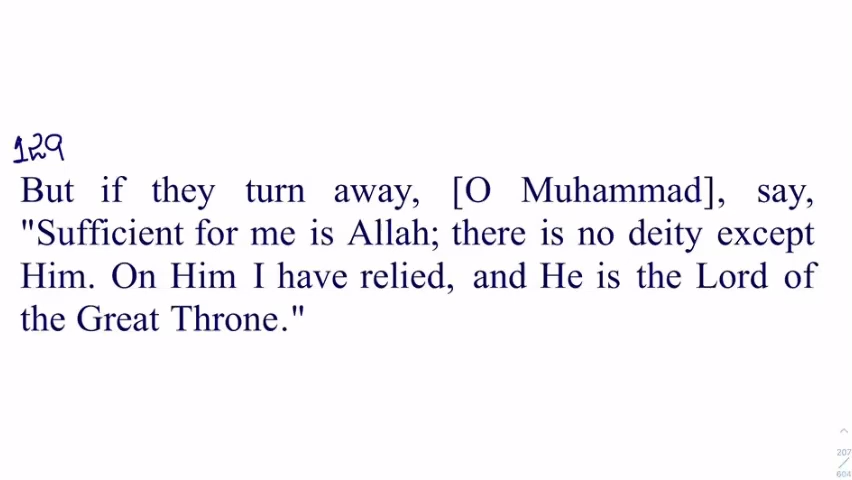 129
But if they turn away, [O Muhammad], say,
"Sufficient for me is Allah; there is no deity except
Him. On Him I have relied, and He is the Lord of
the Great Throne."
207
/
604